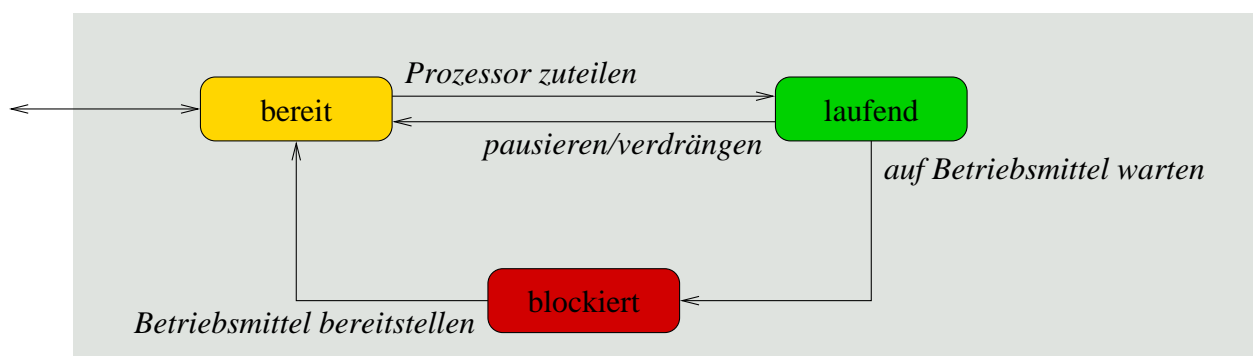 Prozessor zuteilen
bereit
laufend
pausieren/verdrängen
auf Betriebsmittel warten
blockiert
Betriebsmittel bereitstellen